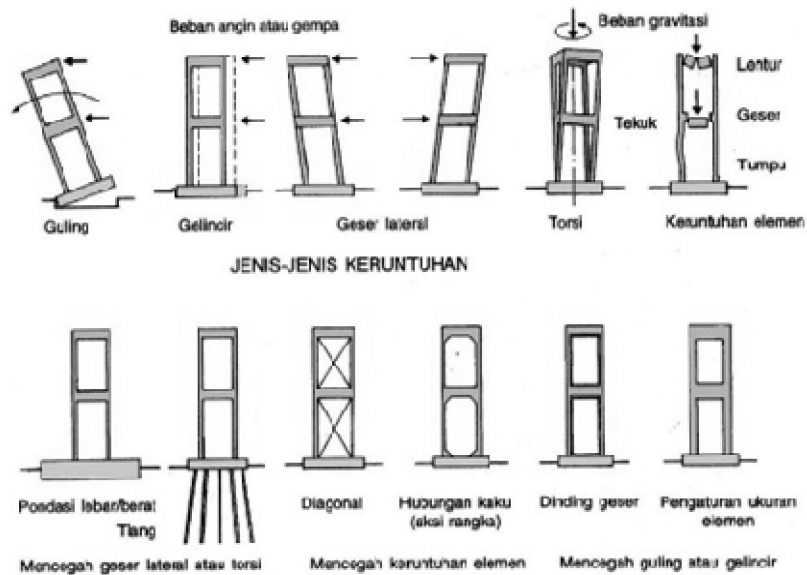 Beban angin atau gempa
Beban gravitasi
Lentur
Geser
Tekuk
Tumpu
Guling
Gelincir
Geser lateral
Torsi
Keruntuhan elemen
JENIS-JENIS KERUNTUHAN
Pondasi lebar/berat
Tiang
Diagonal
Hubungan kaku
(aksi rangka)
Dinding geser
Pengaturan ukuran
elemen
Mencegah geser lateral atau torsi
Mencegah keruntuhan elemen
Mencegah guling atau gelincir